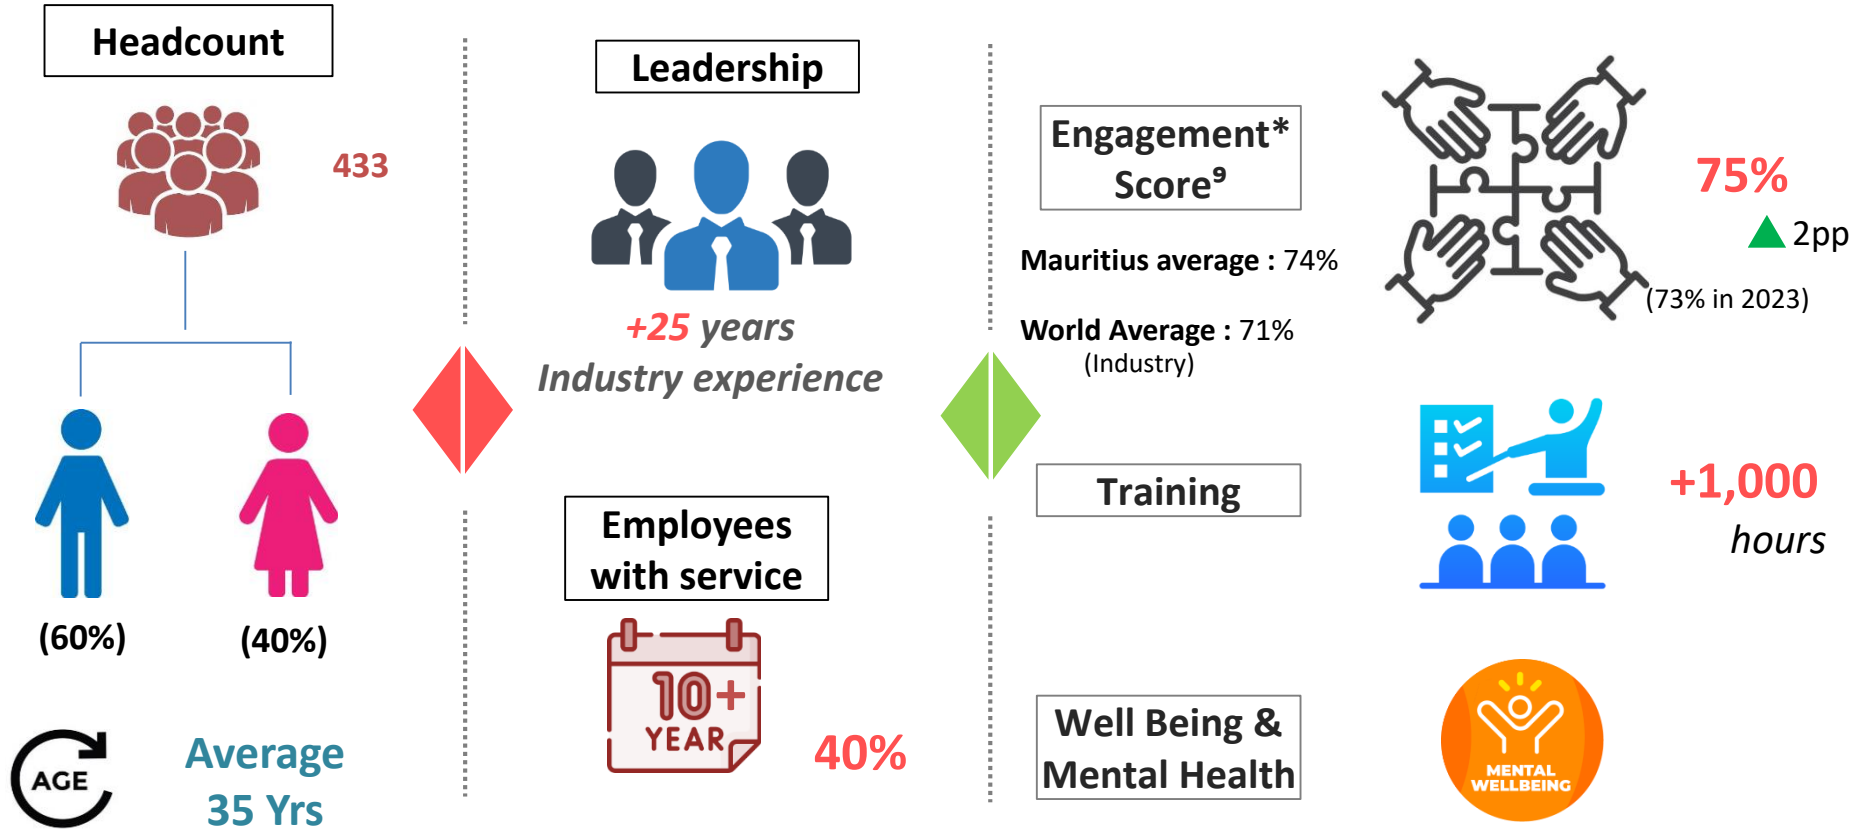 Headcount
433
(60%)
(40%)
AGE
Average
35 Yrs
Leadership
+25 years
Industry experience
Employees
with service
10+
YEAR
40%
Engagement*
Score⁹
75%
2pp
(73% in 2023)
Mauritius average : 74%
World Average : 71%
(Industry)
Training
+1,000
hours
Well Being &
Mental Health
MENTAL
WELLBEING